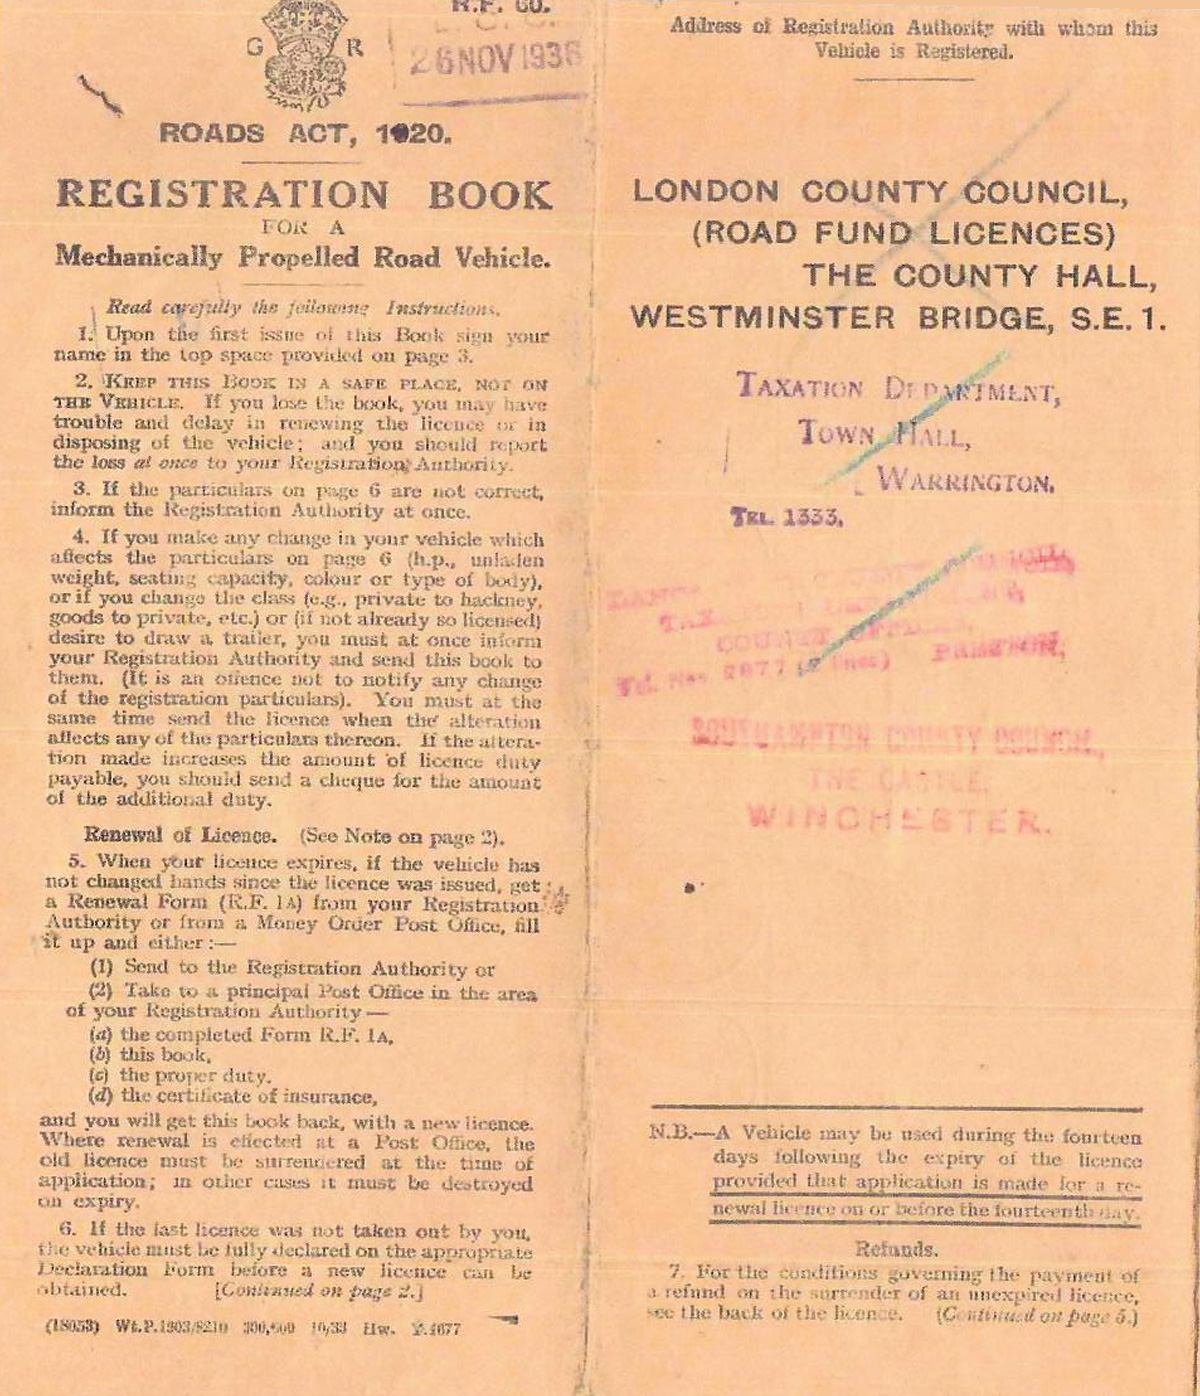 R.F. 60.
L.C.C.
G R
26 NOV 1936
ROADS ACT, 1920.
REGISTRATION BOOK
FOR A
Mechanically Propelled Road Vehicle.
Read carefully the following Instructions.
1. Upon the first issue of this Book sign your
name in the top space provided on page 3.
2. KEEP THIS BOOK IN A SAFE PLACE, NOT ON
THE VEHICLE. If you lose the book, you may have
trouble and delay in renewing the licence or in
disposing of the vehicle; and you should report
the loss at once to your Registration Authority.
3. If the particulars on page 6 are not correct,
inform the Registration Authority at once.
4. If you make any change in your vehicle which
affects the particulars on page 6 (h.p., unladen
weight, seating capacity, colour or type of body),
or if you change the class (e.g., private to hackney,
goods to private, etc.) or (if not already so licensed)
desire to draw a trailer, you must at once inform
your Registration Authority and send this book to
them. (It is an offence not to notify any change
of the registration particulars). You must at the
same time send the licence when the alteration
affects any of the particulars thereon. If the altera-
tion made increases the amount of licence duty
payable, you should send a cheque for the amount
of the additional duty.
Renewal of Licence. (See Note on page 2).
5. When your licence expires, if the vehicle has
not changed hands since the licence was issued, get
a Renewal Form (R.F. 1A) from your Registration
Authority or from a Money Order Post Office, fill
it up and either:—
(1) Send to the Registration Authority or
(2) Take to a principal Post Office in the area
of your Registration Authority—
(a) the completed Form R.F. 1A,
(b) this book,
(c) the proper duty,
(d) the certificate of insurance,
and you will get this book back, with a new licence.
Where renewal is effected at a Post Office, the
old licence must be surrendered at the time of
application; in other cases it must be destroyed
on expiry.
6. If the last licence was not taken out by you,
the vehicle must be fully declared on the appropriate
Declaration Form before a new licence can be
obtained. [Continued on page 2.]
(18053) Wt.P.1803/8210 300,000 10/33 Hw. P.4677
Address of Registration Authority with whom this
Vehicle is Registered.
LONDON COUNTY COUNCIL,
(ROAD FUND LICENCES)
THE COUNTY HALL,
WESTMINSTER BRIDGE, S.E.1.
TAXATION DEPARTMENT,
TOWN HALL,
WARRINGTON.
TEL. 1333.
COUNTY
PRESTON,
Tel. Nos 2877 lines)
SOUTHAMPTON COUNTY COUNCIL,
THE CASTLE,
WINCHESTER.
N.B.—A Vehicle may be used during the fourteen
days following the expiry of the licence
provided that application is made for a re-
newal licence on or before the fourteenth day.
Refunds.
7. For the conditions governing the payment of
a refund on the surrender of an unexpired licence,
see the back of the licence. (Continued on page 5.)